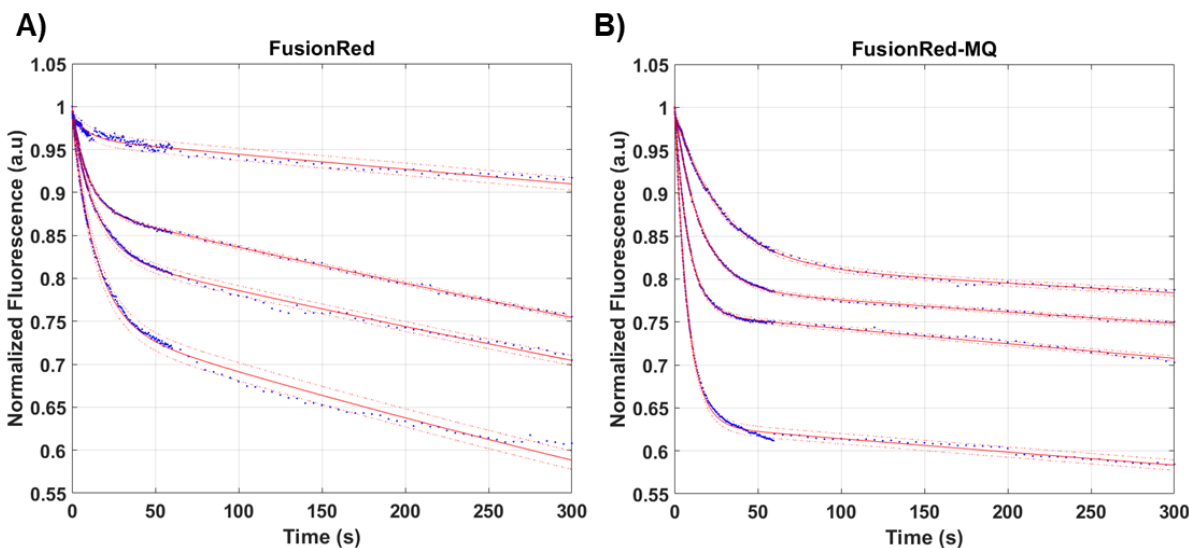 A)
FusionRed
1.05
1
0.95
0.9
0.85
0.8
0.75
0.7
0.65
0.6
0.55
Normalized Fluorescence (a.u)
0 50 100 150 200 250 300
Time (s)
B)
FusionRed-MQ
1.05
1
0.95
0.9
0.85
0.8
0.75
0.7
0.65
0.6
0.55
Normalized Fluorescence (a.u)
0 50 100 150 200 250 300
Time (s)